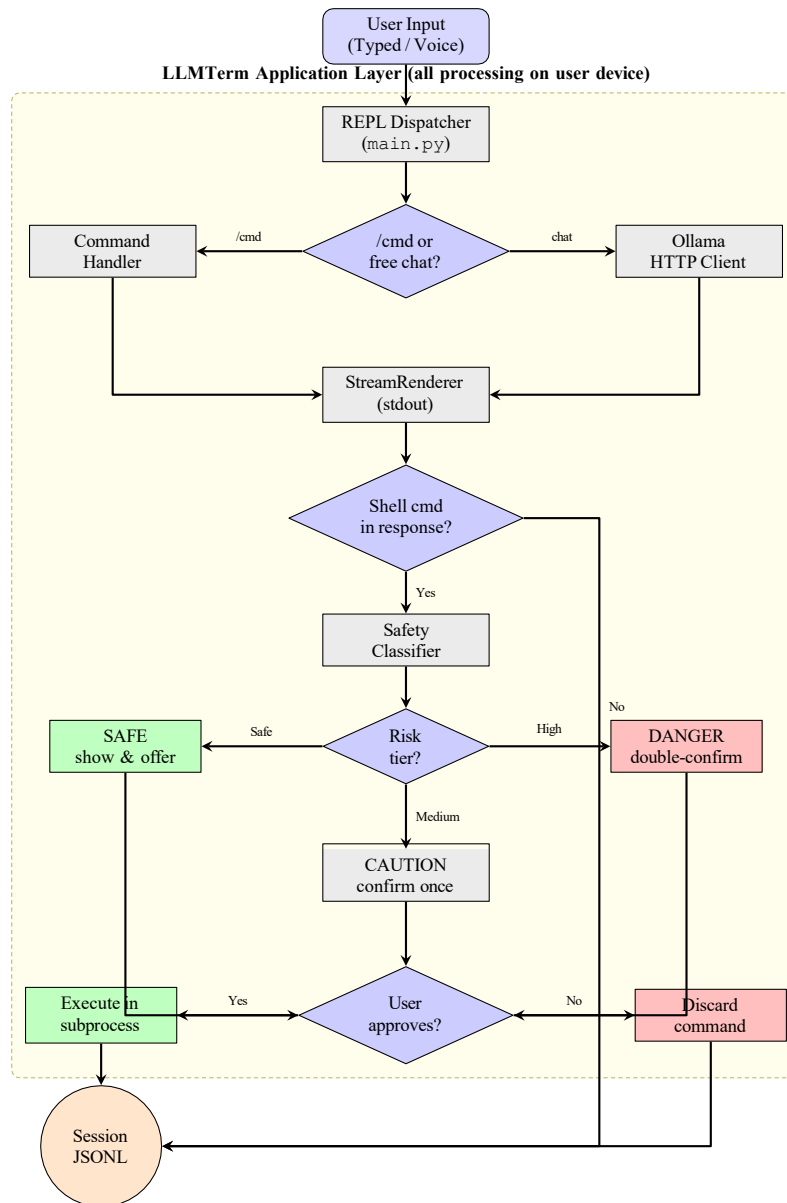 User Input
(Typed / Voice)
LLMTerm Application Layer (all processing on user device)
REPL Dispatcher
(main.py)
Command
Handler
/cmd
/cmd or
free chat?
chat
Ollama
HTTP Client
StreamRenderer
(stdout)
Shell cmd
in response?
Yes
Safety
Classifier
No
SAFE
show & offer
Safe
Risk
tier?
High
DANGER
double-confirm
Medium
CAUTION
confirm once
Execute in
subprocess
Yes
User
approves?
No
Discard
command
Session
JSONL